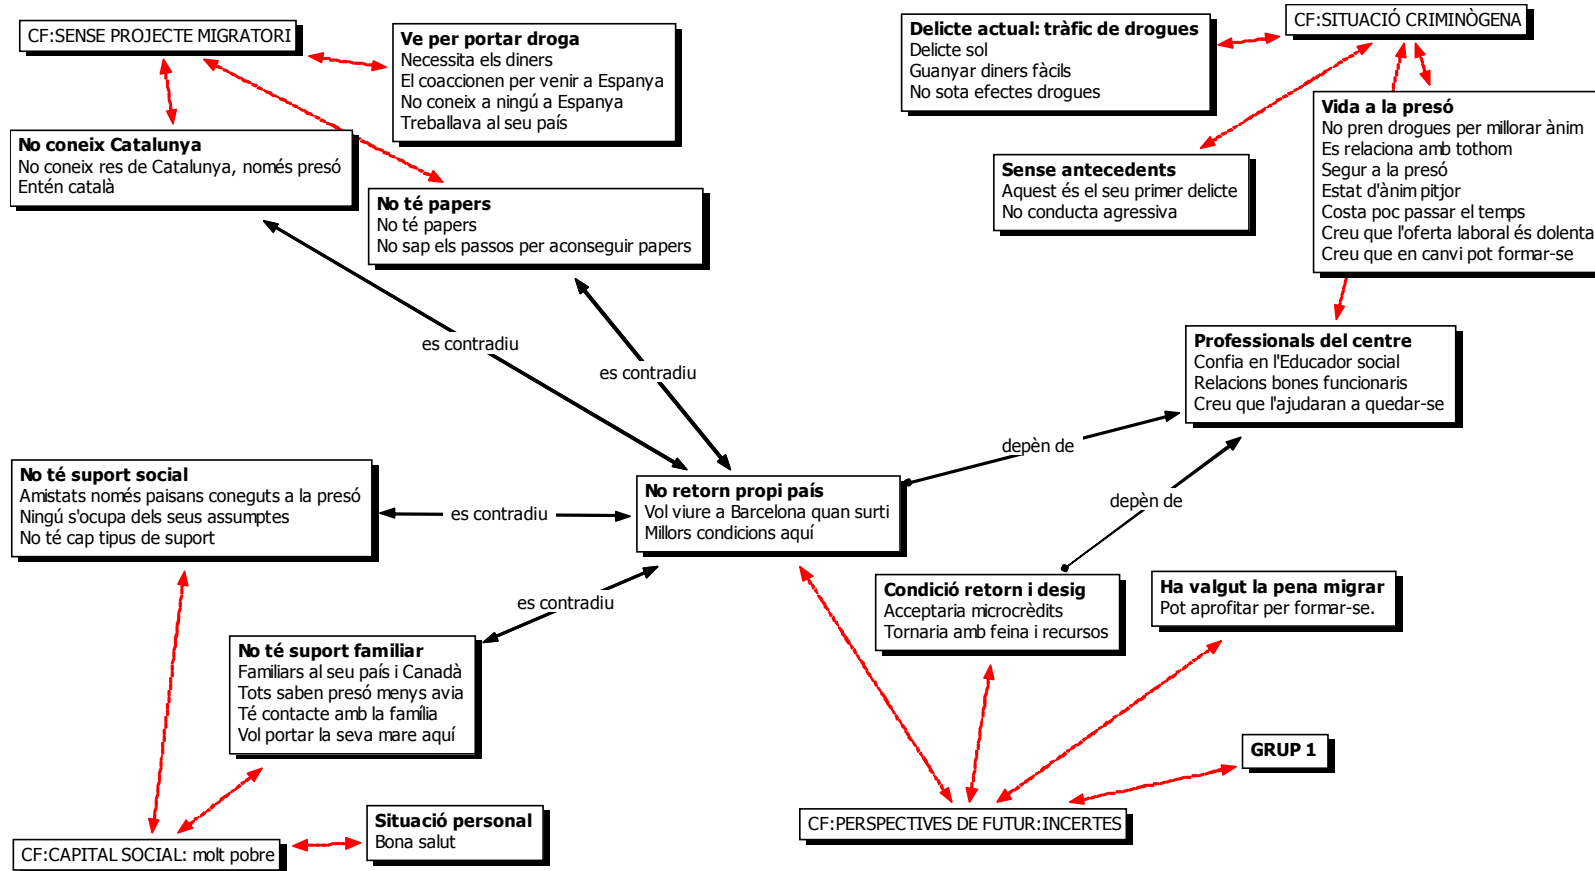 CF:SENSE PROJECTE MIGRATORI
Ve per portar droga
Necessita els diners
El coaccionen per venir a Espanya
No coneix a ningú a Espanya
Treballava al seu país
Delicte actual: tràfic de drogues
Delicte sol
Guanyar diners fàcils
No sota efectes drogues
CF:SITUACIÓ CRIMINÒGENA
No coneix Catalunya
No coneix res de Catalunya, només presó
Entén català
No té papers
No té papers
No sap els passos per aconseguir papers
Sense antecedents
Aquest és el seu primer delicte
No conducta agressiva
Vida a la presó
No pren drogues per millorar ànim
Es relaciona amb tothom
Segur a la presó
Estat d'ànim pitjor
Costa poc passar el temps
Creu que l'oferta laboral és dolenta
Creu que en canvi pot formar-se
es contradiu
es contradiu
Professionals del centre
Confia en l'Educador social
Relacions bones funcionaris
Creu que l'ajudaran a quedar-se
depèn de
depèn de
No té suport social
Amistats només paisans coneguts a la presó
Ningú s'ocupa dels seus assumptes
No té cap tipus de suport
es contradiu
No retorn propi país
Vol viure a Barcelona quan surti
Millors condicions aquí
es contradiu
Condició retorn i desig
Acceptaria microcrèdits
Tornaria amb feina i recursos
Ha valgut la pena migrar
Pot aprofitar per formar-se.
No té suport familiar
Familiars al seu país i Canadà
Tots saben presó menys avia
Té contacte amb la família
Vol portar la seva mare aquí
GRUP 1
CF:CAPITAL SOCIAL: molt pobre
Situació personal
Bona salut
CF:PERSPECTIVES DE FUTUR:INCERTES